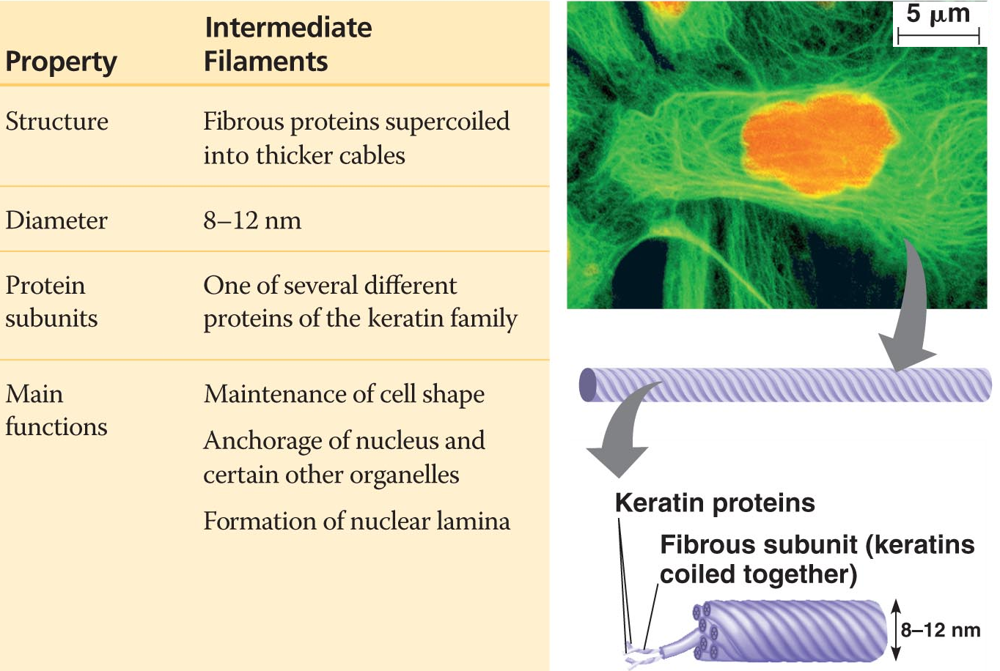 Property
Intermediate
Filaments
Structure
Fibrous proteins supercoiled
into thicker cables
Diameter
8–12 nm
Protein
subunits
One of several different
proteins of the keratin family
Main
functions
Maintenance of cell shape
Anchorage of nucleus and
certain other organelles
Formation of nuclear lamina
5 μm
Keratin proteins
Fibrous subunit (keratins
coiled together)
8–12 nm